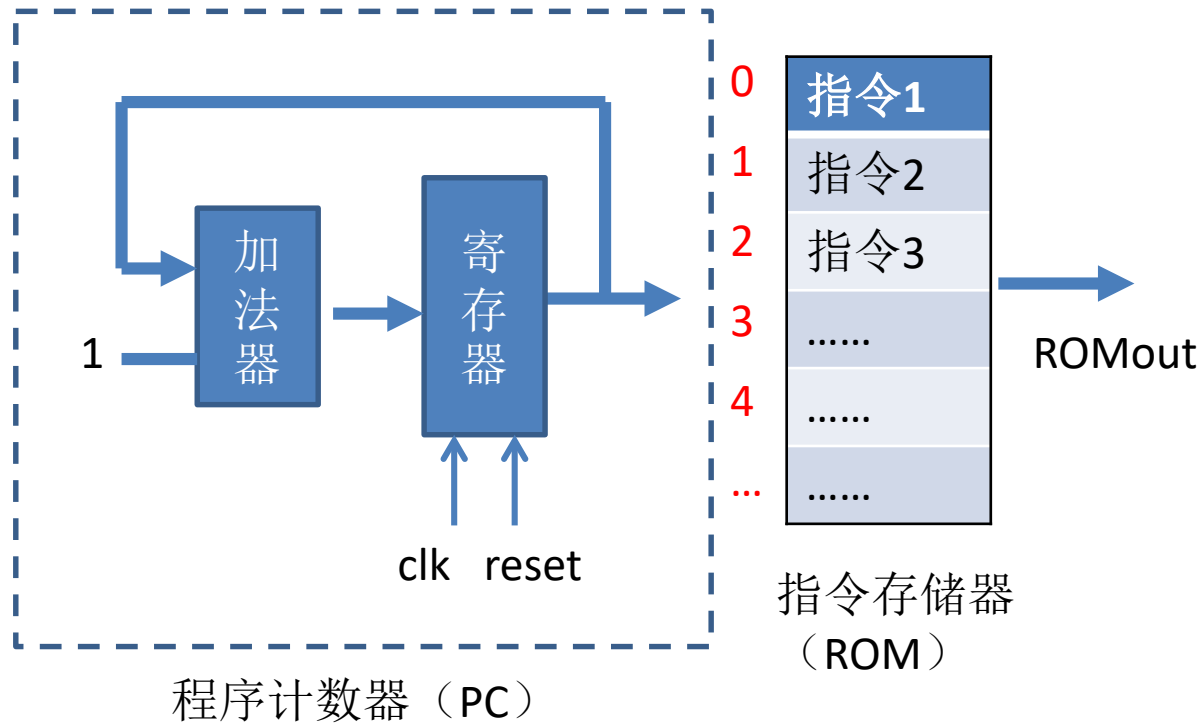 加法器
1
寄存器
clk reset
程序计数器（PC）
0
1
2
3
4
…
指令1
指令2
指令3
……
……
……
ROMout
指令存储器
（ROM）